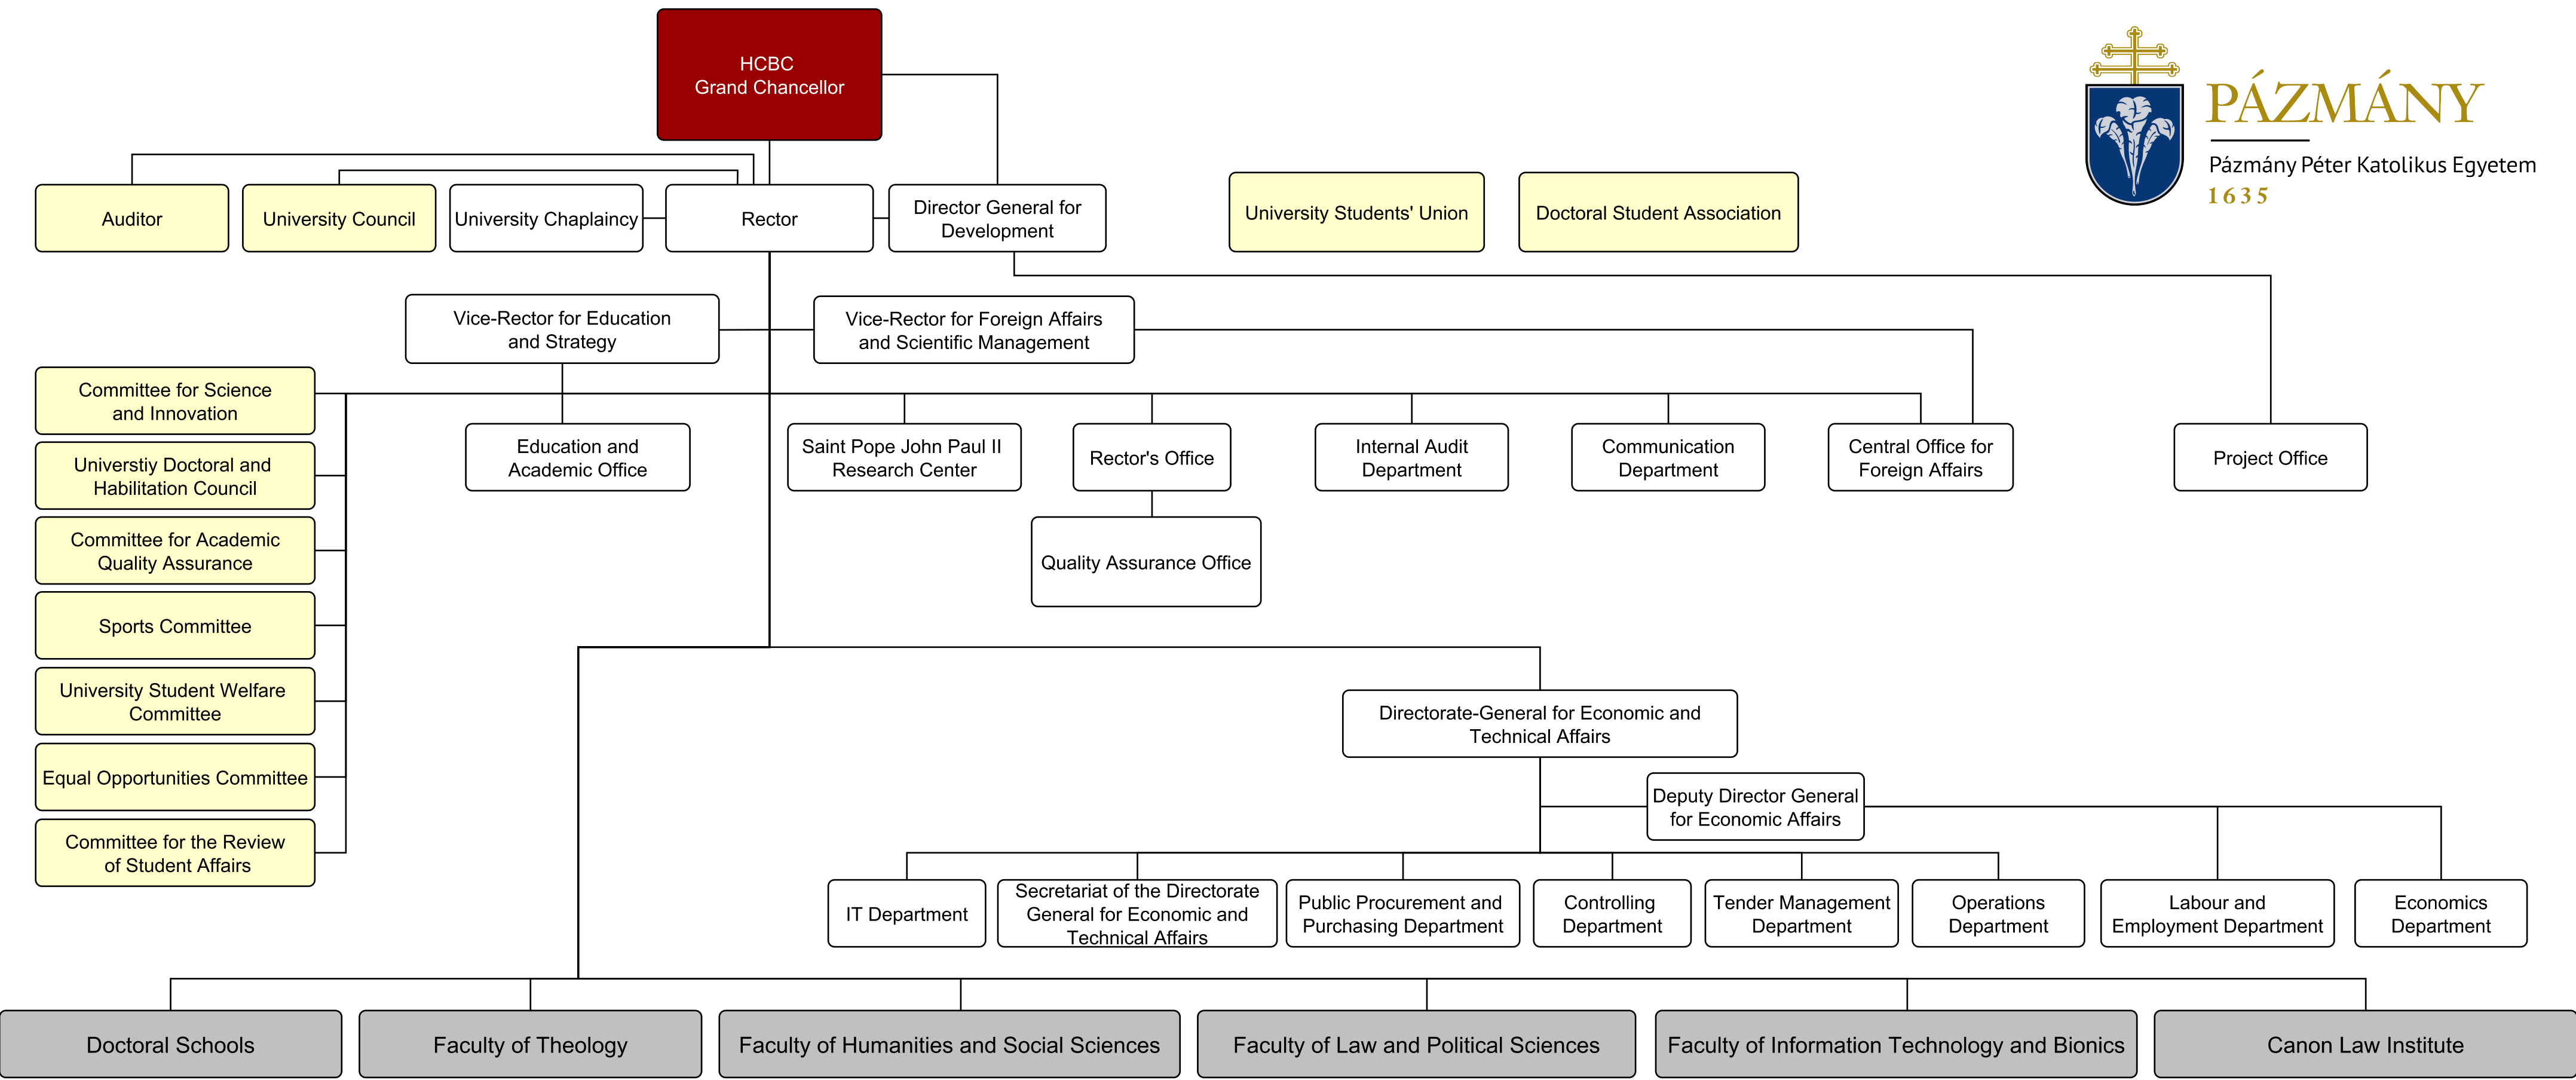 HCBC
Grand Chancellor
PÁZMÁNY
Pázmány Péter Katolikus Egyetem
1635
Auditor
University Council
University Chaplaincy
Rector
Director General for
Development
University Students' Union
Doctoral Student Association
Vice-Rector for Education
and Strategy
Vice-Rector for Foreign Affairs
and Scientific Management
Committee for Science
and Innovation
Universtiy Doctoral and
Habilitation Council
Committee for Academic
Quality Assurance
Sports Committee
University Student Welfare
Committee
Equal Opportunities Committee
Committee for the Review
of Student Affairs
Education and
Academic Office
Saint Pope John Paul II
Research Center
Rector's Office
Internal Audit
Department
Communication
Department
Central Office for
Foreign Affairs
Project Office
Quality Assurance Office
Directorate-General for Economic and
Technical Affairs
Deputy Director General
for Economic Affairs
IT Department
Secretariat of the Directorate
General for Economic and
Technical Affairs
Public Procurement and
Purchasing Department
Controlling
Department
Tender Management
Department
Operations
Department
Labour and
Employment Department
Economics
Department
Doctoral Schools
Faculty of Theology
Faculty of Humanities and Social Sciences
Faculty of Law and Political Sciences
Faculty of Information Technology and Bionics
Canon Law Institute